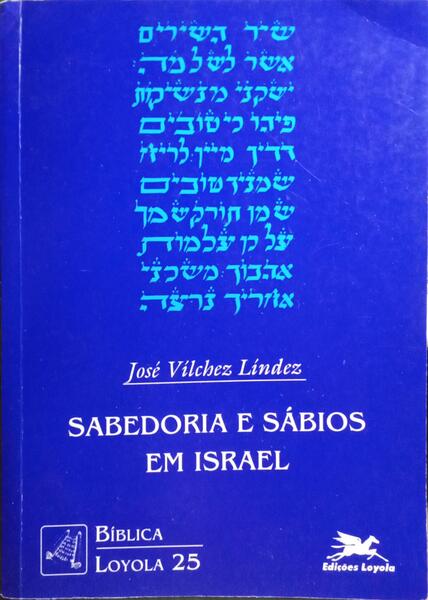 שיר השירים
אשר לשלמה
ישקני מנשיקות
פיהו כי טובים
דדיך מיין לריח
שמניך טובים
שמן תורק שמך
על כן עלמות
אהבוך משכני
אחריך נרצה
José Vílchez Líndez
SABEDORIA E SÁBIOS
EM ISRAEL
BÍBLICA
LOYOLA 25
Edições Loyola